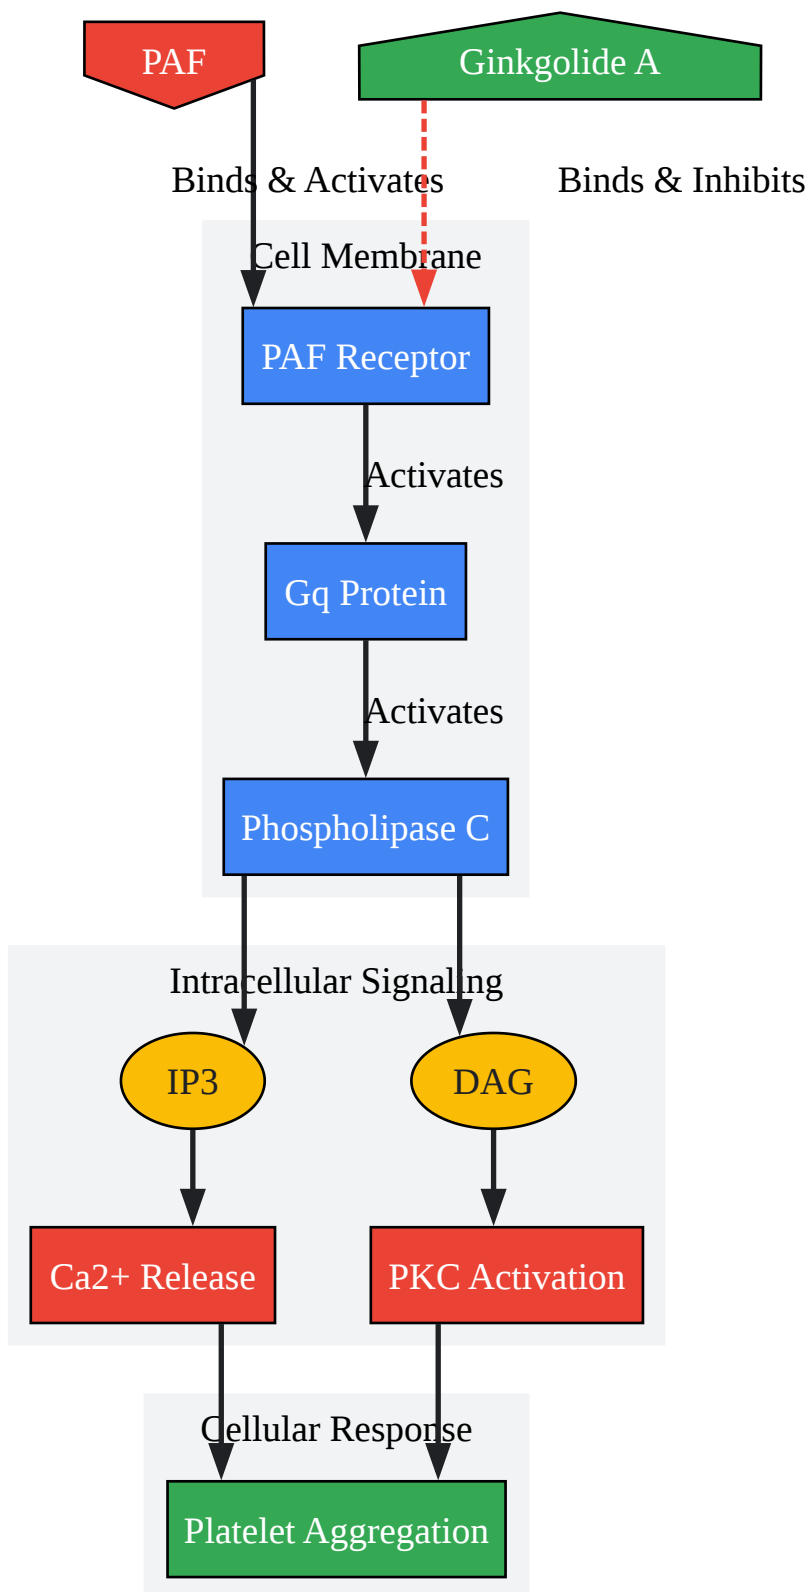 PAF
Ginkgolide A
Binds & Activates
Binds & Inhibits
Cell Membrane
PAF Receptor
Activates
Gq Protein
Activates
Phospholipase C
Intracellular Signaling
IP3
DAG
Ca2+ Release
PKC Activation
Cellular Response
Platelet Aggregation